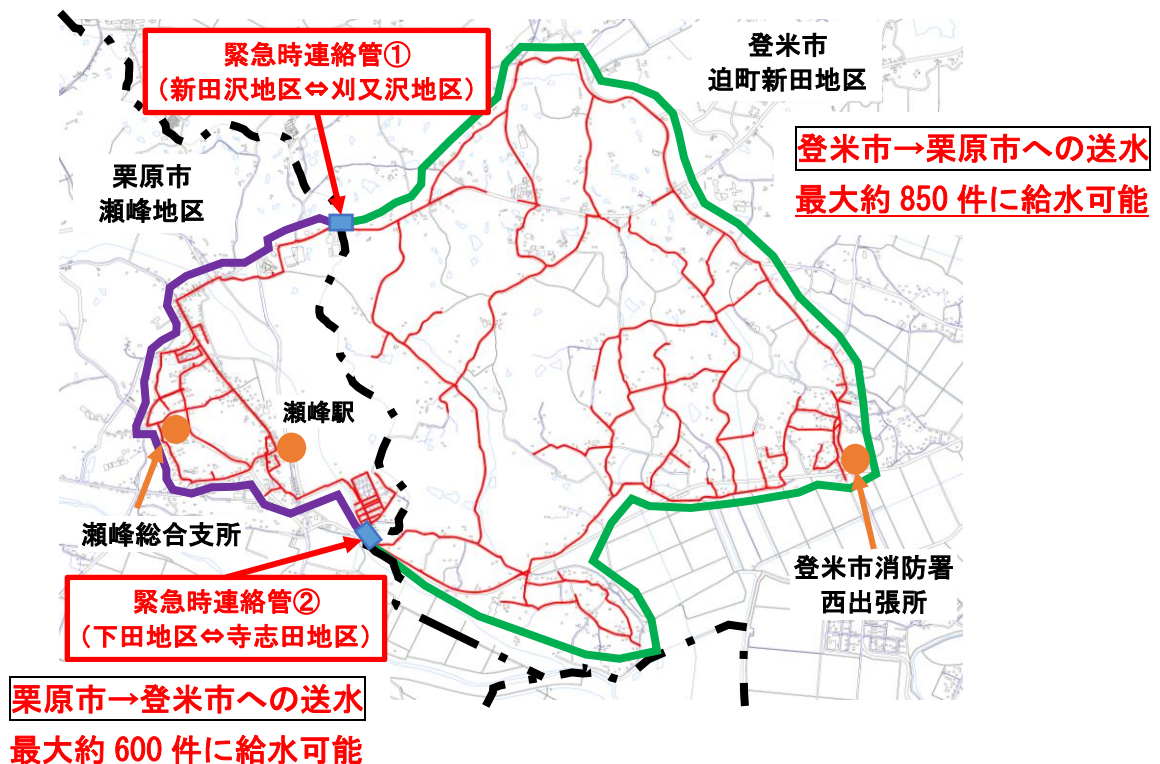 緊急時連絡管①
（新田沢地区⇔刈又沢地区）
登米市
迫町新田地区
登米市→栗原市への送水
最大約 850 件に給水可能
栗原市
瀬峰地区
瀬峰駅
瀬峰総合支所
登米市消防署
西出張所
緊急時連絡管②
（下田地区⇔寺志田地区）
栗原市→登米市への送水
最大約 600 件に給水可能